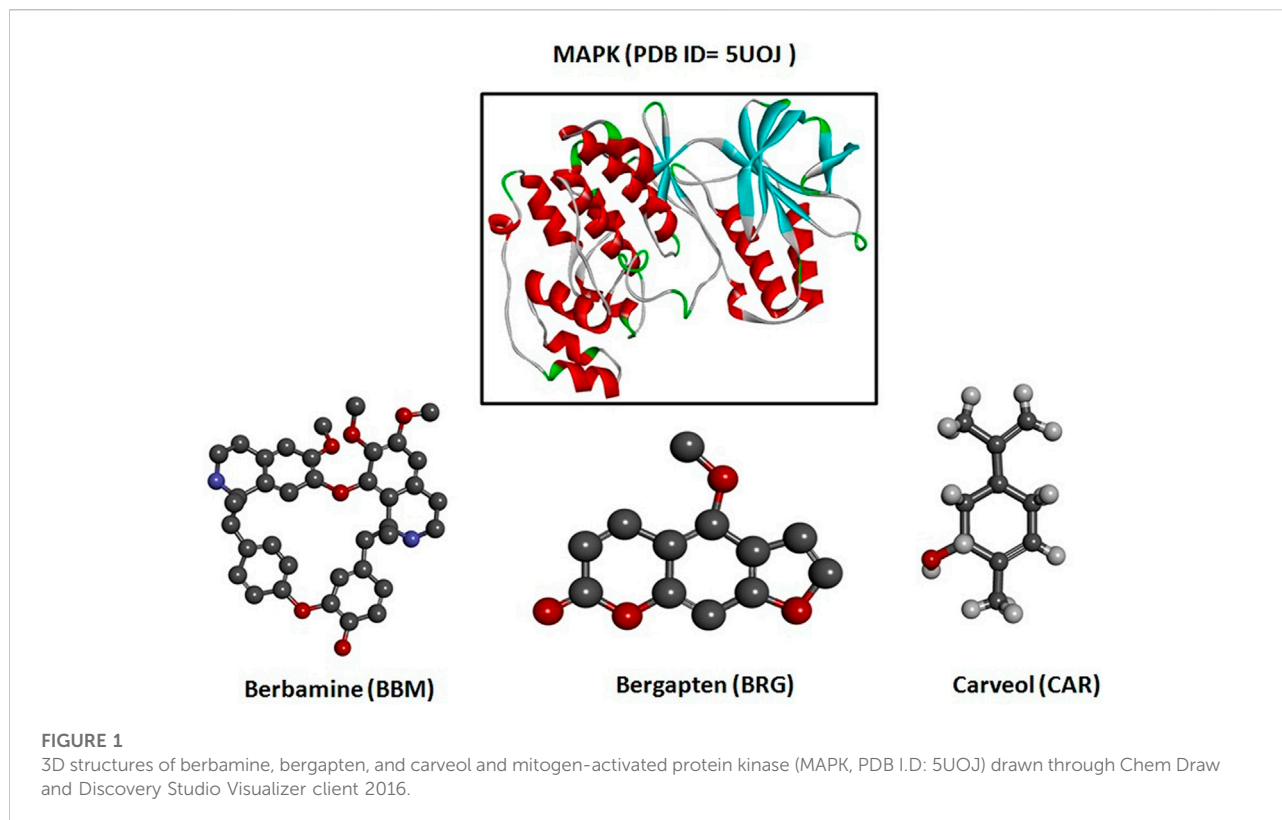 MAPK (PDB ID= 5UOJ )
Berbamine (BBM)
Bergapten (BRG)
Carveol (CAR)
FIGURE 1
3D structures of berbamine, bergapten, and carveol and mitogen-activated protein kinase (MAPK, PDB I.D: 5UOJ) drawn through Chem Draw
and Discovery Studio Visualizer client 2016.